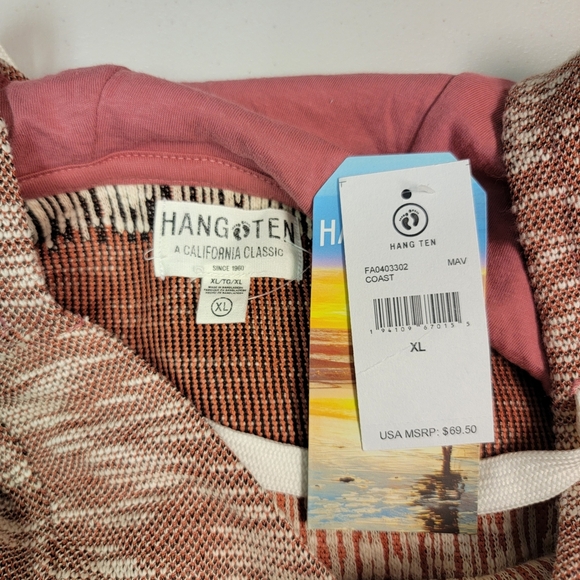 HANG TEN
A CALIFORNIA CLASSIC
SINCE 1960
XL/TG/XL
XL
H
HANG TEN
FA0403302 MAV
COAST
XL
USA MSRP: $69.50
HAN